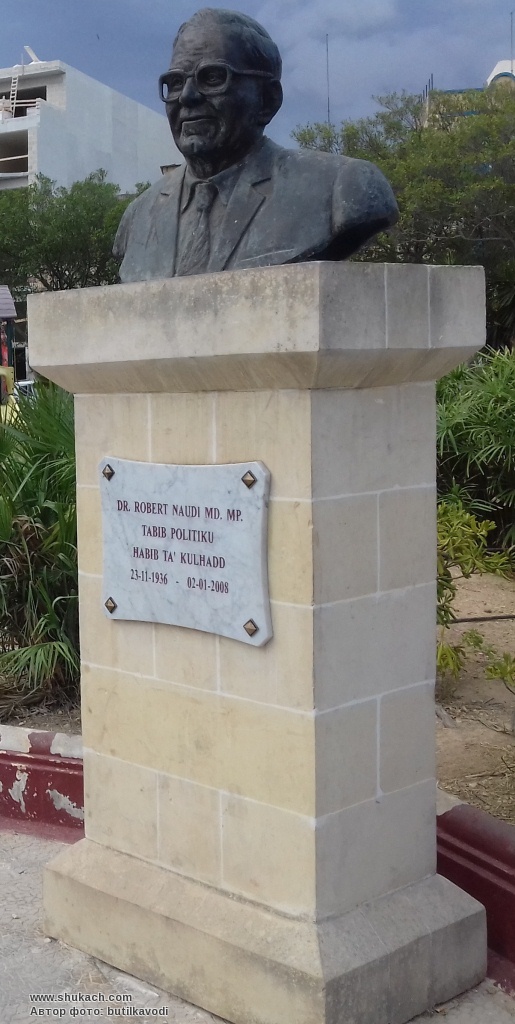 DR. ROBERT NAUDI MD. MP.
TABIB POLITIKU
HABIB TA' KULHADD
23-11-1936 - 02-01-2008
www.shukach.com
Автор фото: butilkavodi